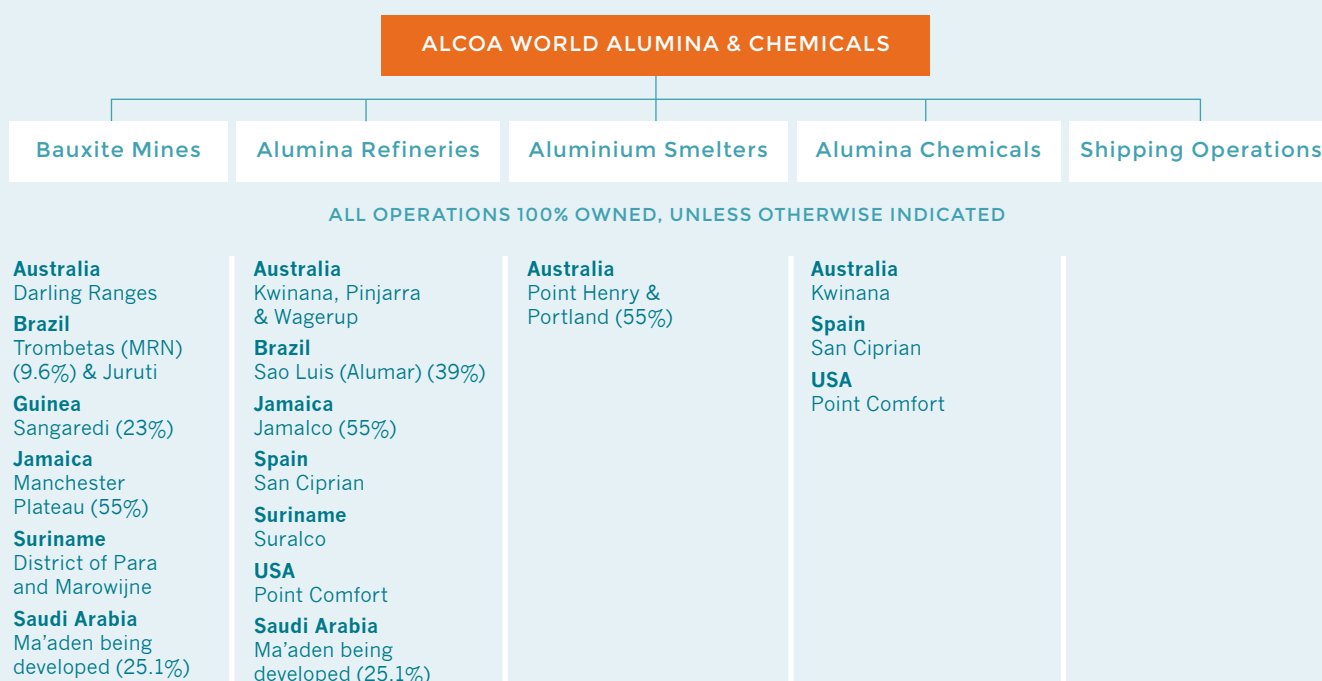 ALCOA WORLD ALUMINA & CHEMICALS
Bauxite Mines
Alumina Refineries
Aluminium Smelters
Alumina Chemicals
Shipping Operations
ALL OPERATIONS 100% OWNED, UNLESS OTHERWISE INDICATED
Australia
Darling Ranges
Brazil
Trombetas (MRN)
(9.6%) & Juruti
Guinea
Sangaredi (23%)
Jamaica
Manchester
Plateau (55%)
Suriname
District of Para
and Marowijne
Saudi Arabia
Ma’aden being
developed (25.1%)
Australia
Kwinana, Pinjarra
& Wagerup
Brazil
Sao Luis (Alumar) (39%)
Jamaica
Jamalco (55%)
Spain
San Ciprian
Suriname
Suralco
USA
Point Comfort
Saudi Arabia
Ma’aden being
developed (25.1%)
Australia
Point Henry &
Portland (55%)
Australia
Kwinana
Spain
San Ciprian
USA
Point Comfort